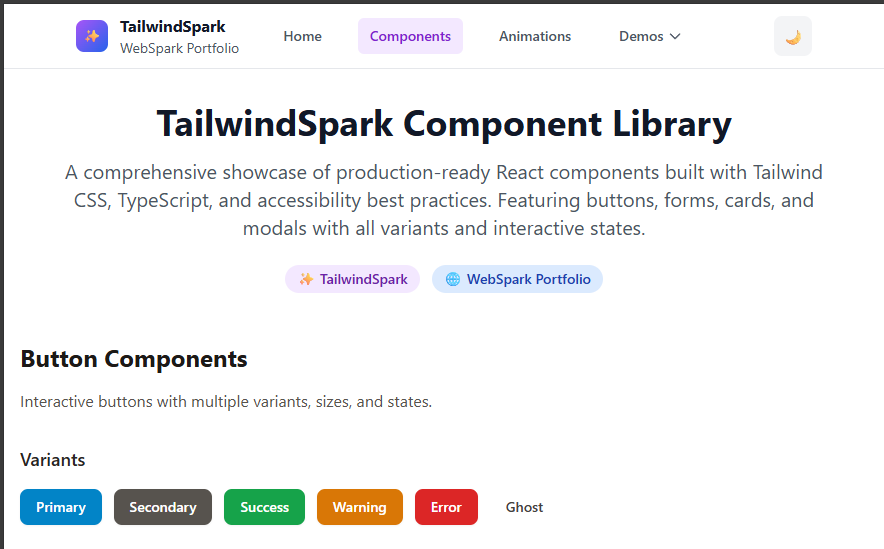 TailwindSpark
WebSpark Portfolio
Home
Components
Animations
Demos
TailwindSpark Component Library
A comprehensive showcase of production-ready React components built with Tailwind
CSS, TypeScript, and accessibility best practices. Featuring buttons, forms, cards, and
modals with all variants and interactive states.
TailwindSpark
WebSpark Portfolio
Button Components
Interactive buttons with multiple variants, sizes, and states.
Variants
Primary
Secondary
Success
Warning
Error
Ghost